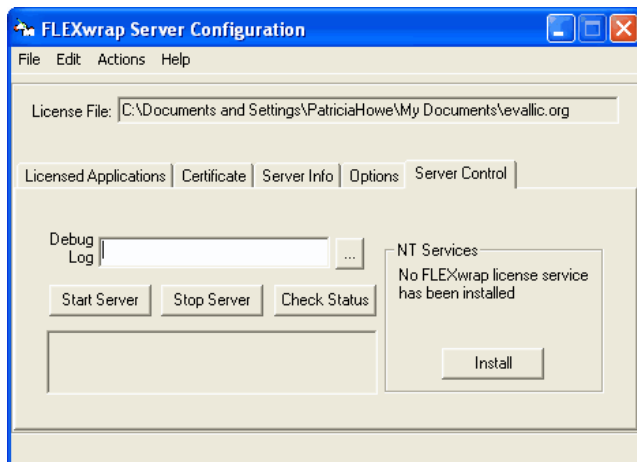 FLEXwrap Server Configuration
File Edit Actions Help
License File: C:\Documents and Settings\PatriciaHowe\My Documents\evallic.org
Licensed Applications Certificate Server Info Options Server Control
Debug
Log
...
Start Server Stop Server Check Status
NT Services
No FLEXwrap license service
has been installed
Install